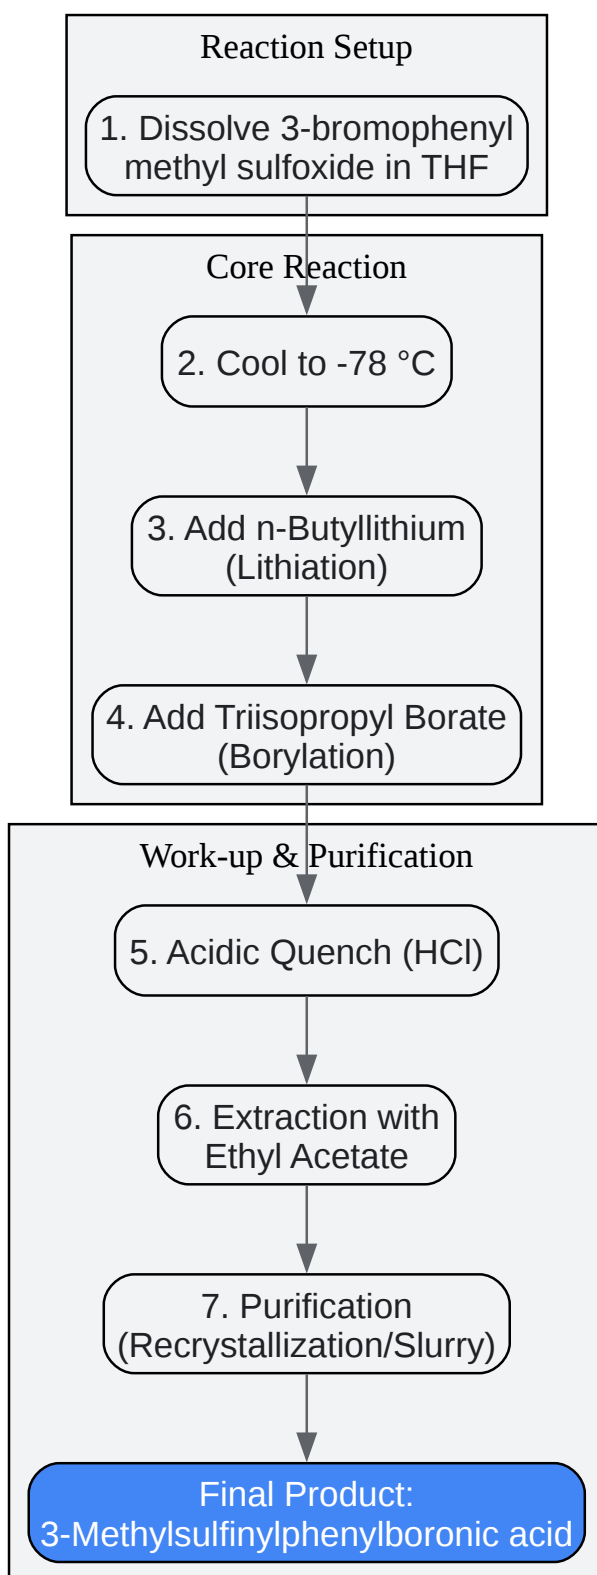 Reaction Setup
1. Dissolve 3-bromophenyl
methyl sulfoxide in THF
Core Reaction
2. Cool to -78 °C
3. Add n-Butyllithium
(Lithiation)
4. Add Triisopropyl Borate
(Borylation)
Work-up & Purification
5. Acidic Quench (HCl)
6. Extraction with
Ethyl Acetate
7. Purification
(Recrystallization/Slurry)
Final Product:
3-Methylsulfinylphenylboronic acid